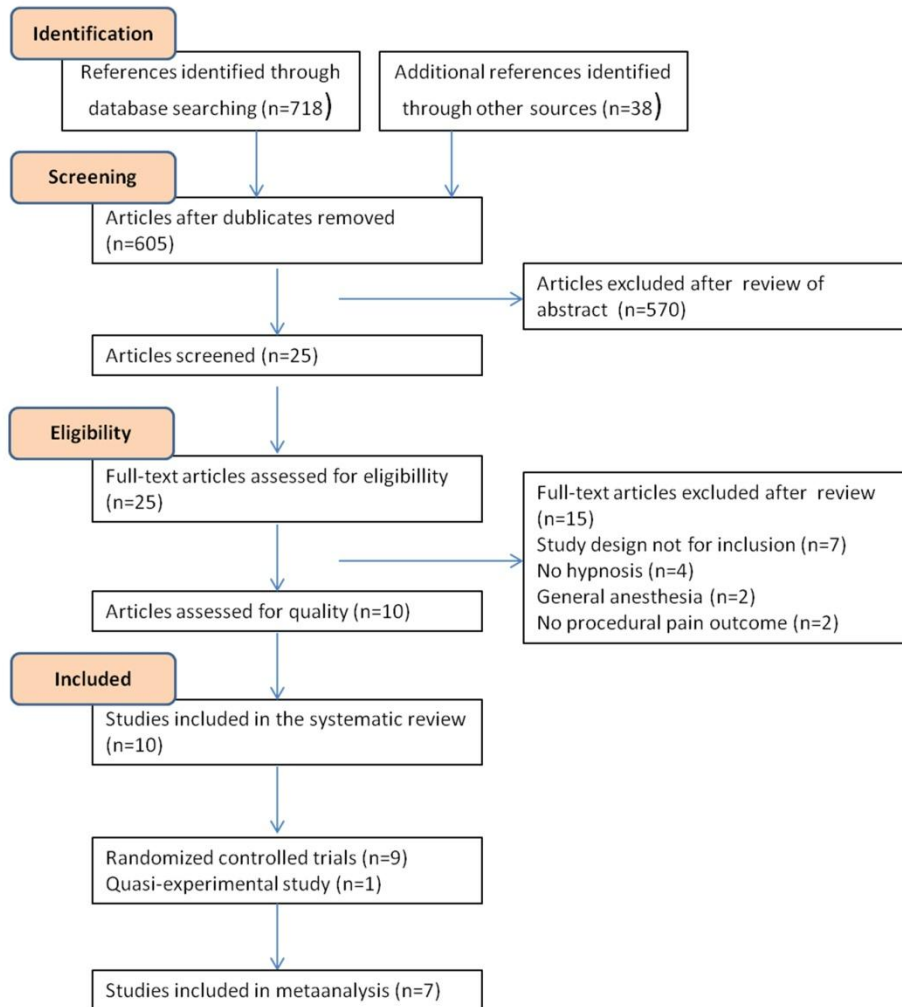 Identification
References identified through
database searching (n=718)
Additional references identified
through other sources (n=38)
Screening
Articles after dublicates removed
(n=605)
Articles excluded after review of
abstract (n=570)
Articles screened (n=25)
Eligibility
Full-text articles assessed for eligibillity
(n=25)
Full-text articles excluded after review
(n=15)
Study design not for inclusion (n=7)
No hypnosis (n=4)
General anesthesia (n=2)
No procedural pain outcome (n=2)
Articles assessed for quality (n=10)
Included
Studies included in the systematic review
(n=10)
Randomized controlled trials (n=9)
Quasi-experimental study (n=1)
Studies included in metaanalysis (n=7)